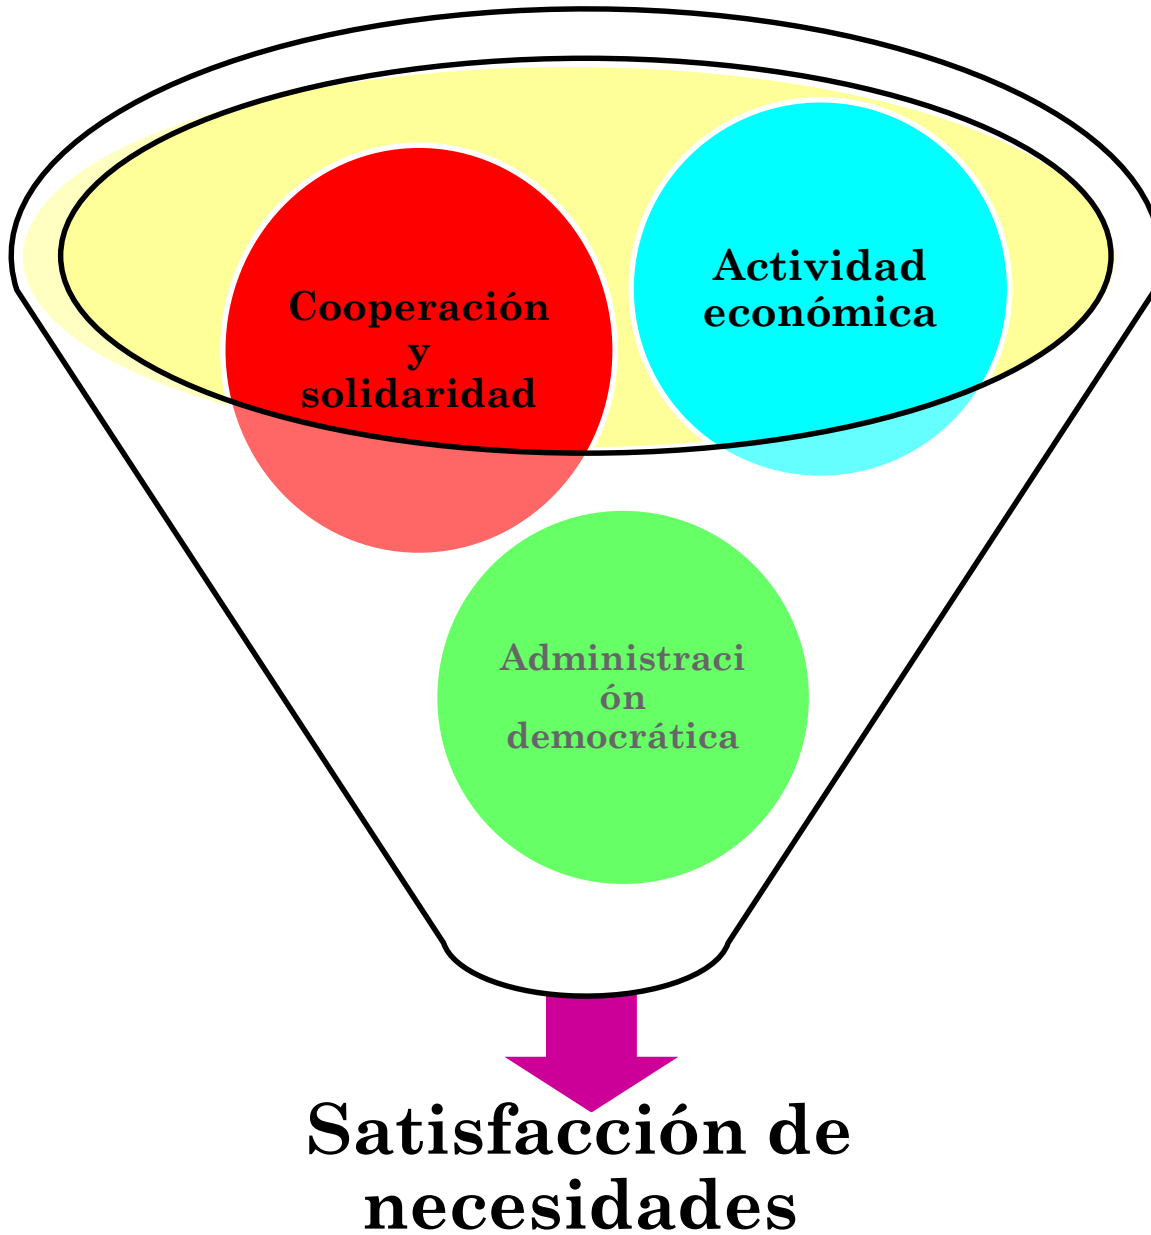 Cooperación
y
solidaridad
Actividad
económica
Administraci
ón
democrática
Satisfacción de
necesidades